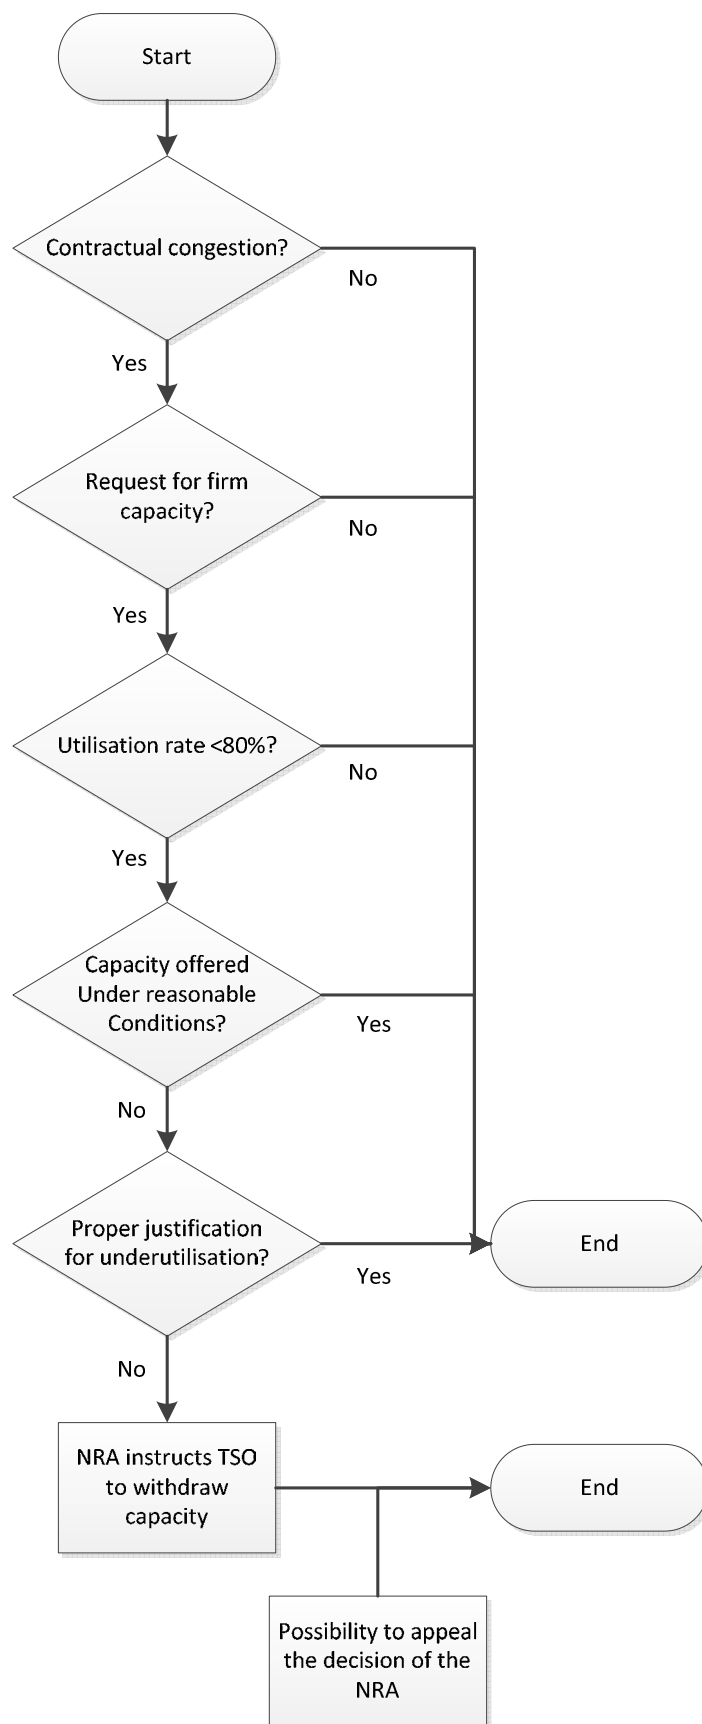 Start
Contractual congestion?
No
Yes
Request for firm
capacity?
No
Yes
Utilisation rate <80%?
No
Yes
Capacity offered
Under reasonable
Conditions?
Yes
No
Proper justification
for underutilisation?
Yes
End
No
NRA instructs TSO
to withdraw
capacity
End
Possibility to appeal
the decision of the
NRA